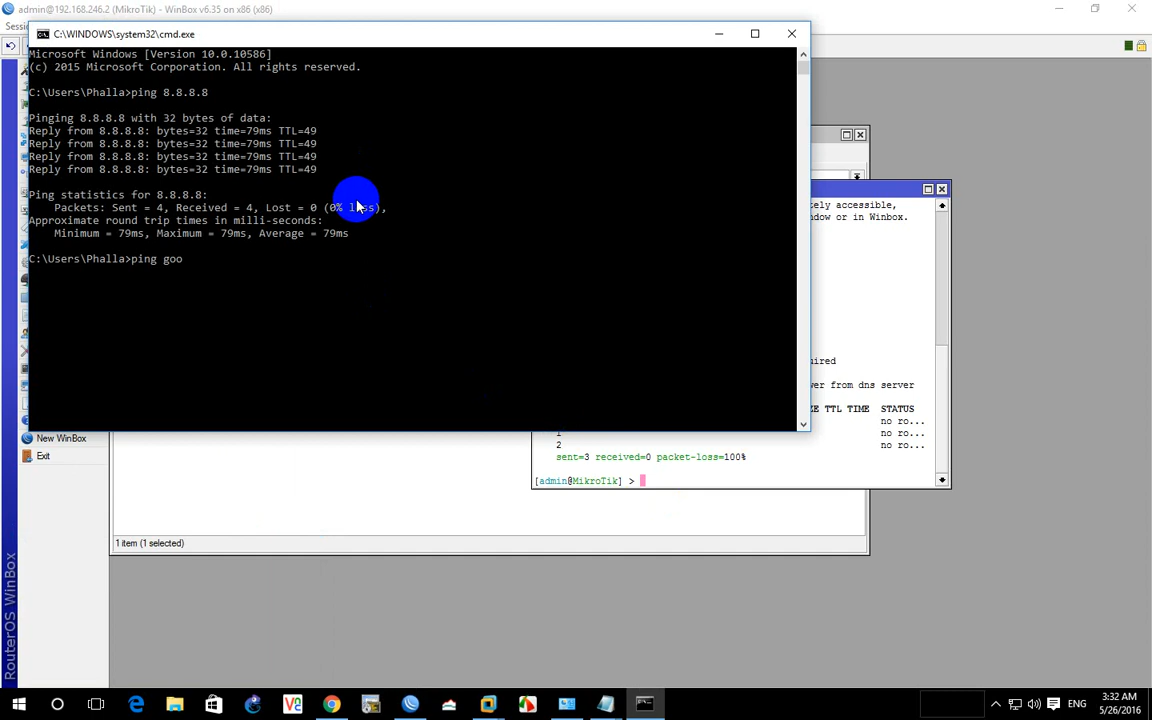 admin@192.168.246.2 (MikroTik) - WinBox v6.35 on x86 (x86)
C:\WINDOWS\system32\cmd.exe
Microsoft Windows [Version 10.0.10586]
(c) 2015 Microsoft Corporation. All rights reserved.
C:\Users\Phalla>ping 8.8.8.8
Pinging 8.8.8.8 with 32 bytes of data:
Reply from 8.8.8.8: bytes=32 time=79ms TTL=49
Reply from 8.8.8.8: bytes=32 time=79ms TTL=49
Reply from 8.8.8.8: bytes=32 time=79ms TTL=49
Reply from 8.8.8.8: bytes=32 time=79ms TTL=49
Ping statistics for 8.8.8.8:
Packets: Sent = 4, Received = 4, Lost = 0 (0% loss),
Approximate round trip times in milli-seconds:
Minimum = 79ms, Maximum = 79ms, Average = 79ms
C:\Users\Phalla>ping goo
tely accessible,
ndow or in Winbox.
uired
ver from dns server
ZE TTL TIME STATUS
no ro...
1 no ro...
2 no ro...
sent=3 received=0 packet-loss=100%
[admin@MikroTik] >
New WinBox
Exit
1 item (1 selected)
RouterOS WinBox
ENG
3:32 AM
5/26/2016